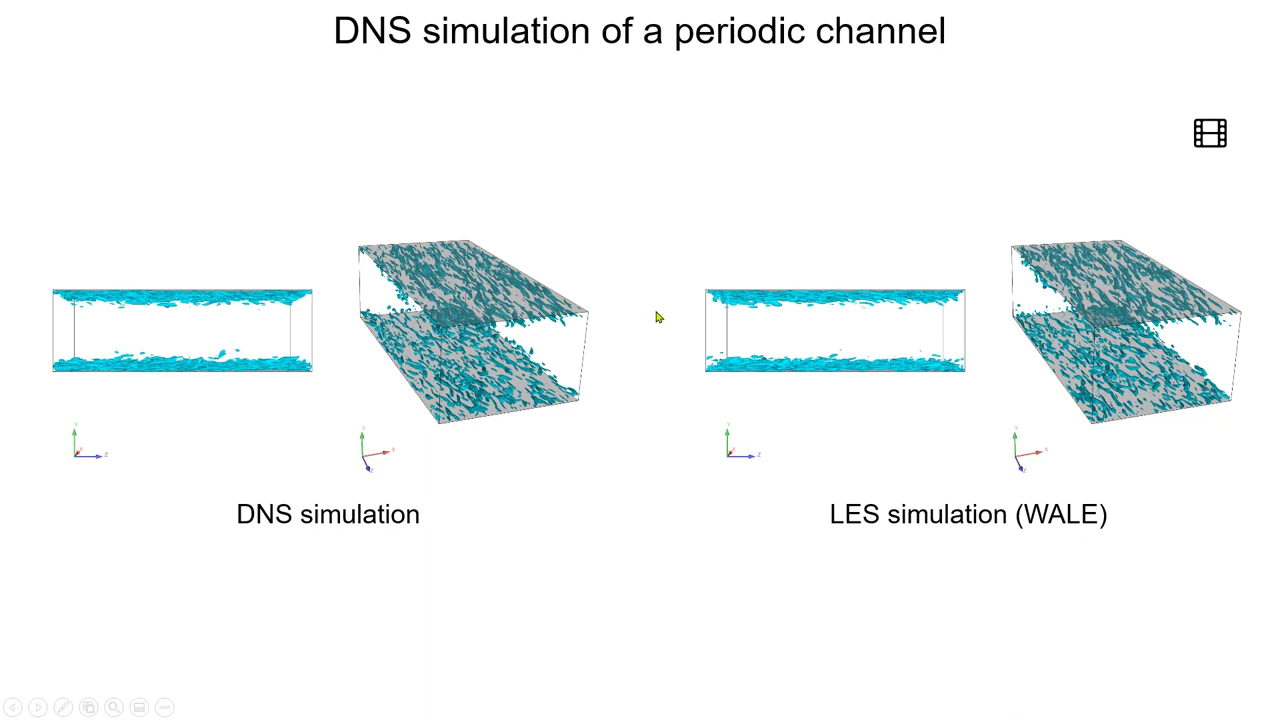 DNS simulation of a periodic channel
Y
X
Z
Y
X
Z
Y
X
Z
Y
X
Z
DNS simulation
LES simulation (WALE)